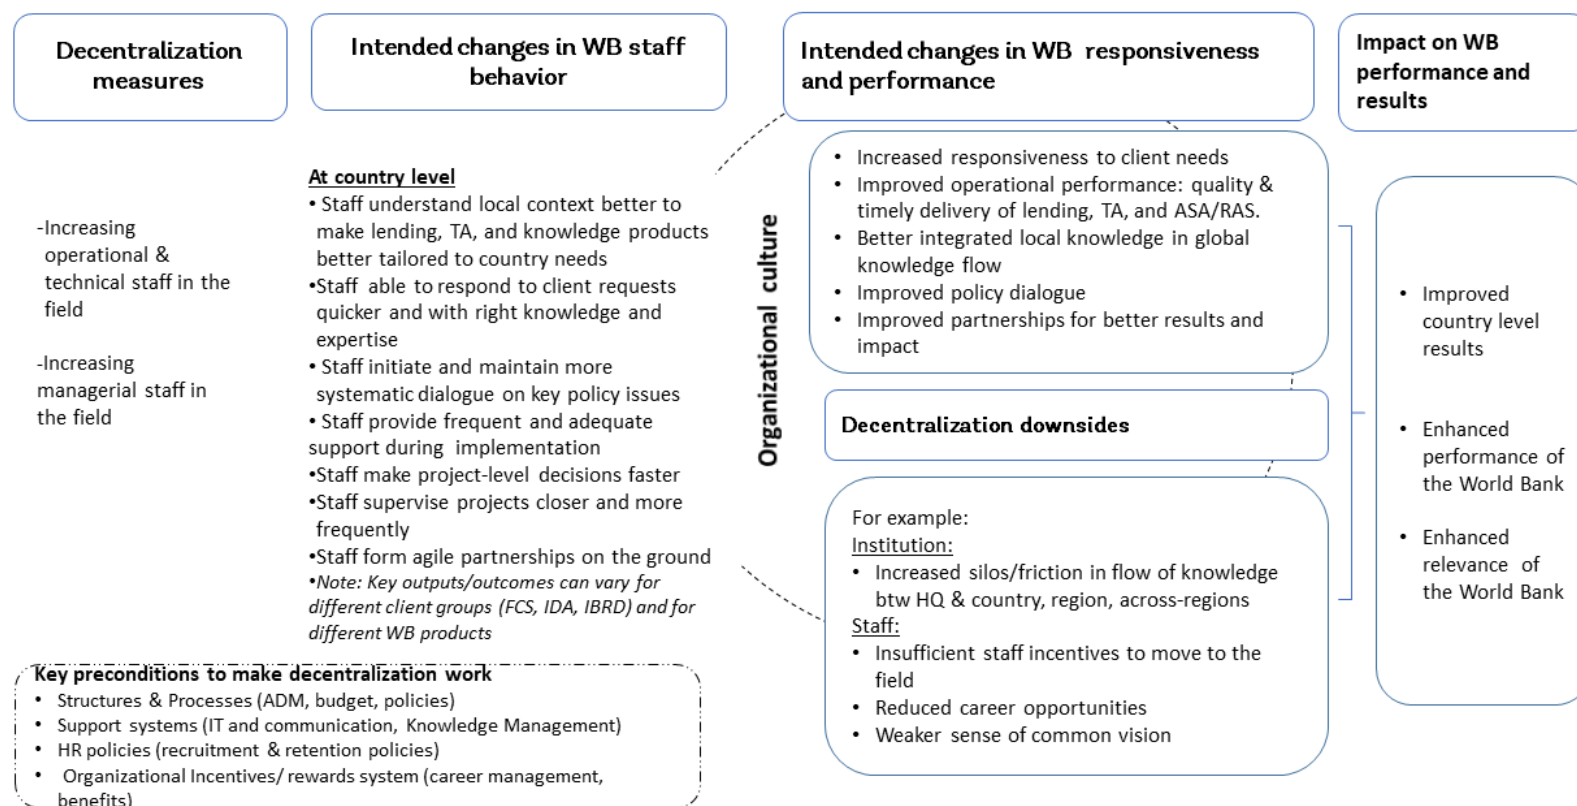 Decentralization
measures
Intended changes in WB staff
behavior
Intended changes in WB responsiveness
and performance
Impact on WB
performance and
results
-Increasing
operational &
technical staff in the
field
-Increasing
managerial staff in
the field
At country level
• Staff understand local context better to
make lending, TA, and knowledge products
better tailored to country needs
•Staff able to respond to client requests
quicker and with right knowledge and
expertise
• Staff initiate and maintain more
systematic dialogue on key policy issues
• Staff provide frequent and adequate
support during implementation
•Staff make project-level decisions faster
•Staff supervise projects closer and more
frequently
•Staff form agile partnerships on the ground
•Note: Key outputs/outcomes can vary for
different client groups (FCS, IDA, IBRD) and for
different WB products
Key preconditions to make decentralization work
• Structures & Processes (ADM, budget, policies)
• Support systems (IT and communication, Knowledge Management)
• HR policies (recruitment & retention policies)
• Organizational Incentives/ rewards system (career management,
benefits)
Organizational culture
• Increased responsiveness to client needs
• Improved operational performance: quality &
timely delivery of lending, TA, and ASA/RAS.
• Better integrated local knowledge in global
knowledge flow
• Improved policy dialogue
• Improved partnerships for better results and
impact
Decentralization downsides
For example:
Institution:
• Increased silos/friction in flow of knowledge
btw HQ & country, region, across-regions
Staff:
• Insufficient staff incentives to move to the
field
• Reduced career opportunities
• Weaker sense of common vision
• Improved
country level
results
• Enhanced
performance of
the World Bank
• Enhanced
relevance of
the World Bank